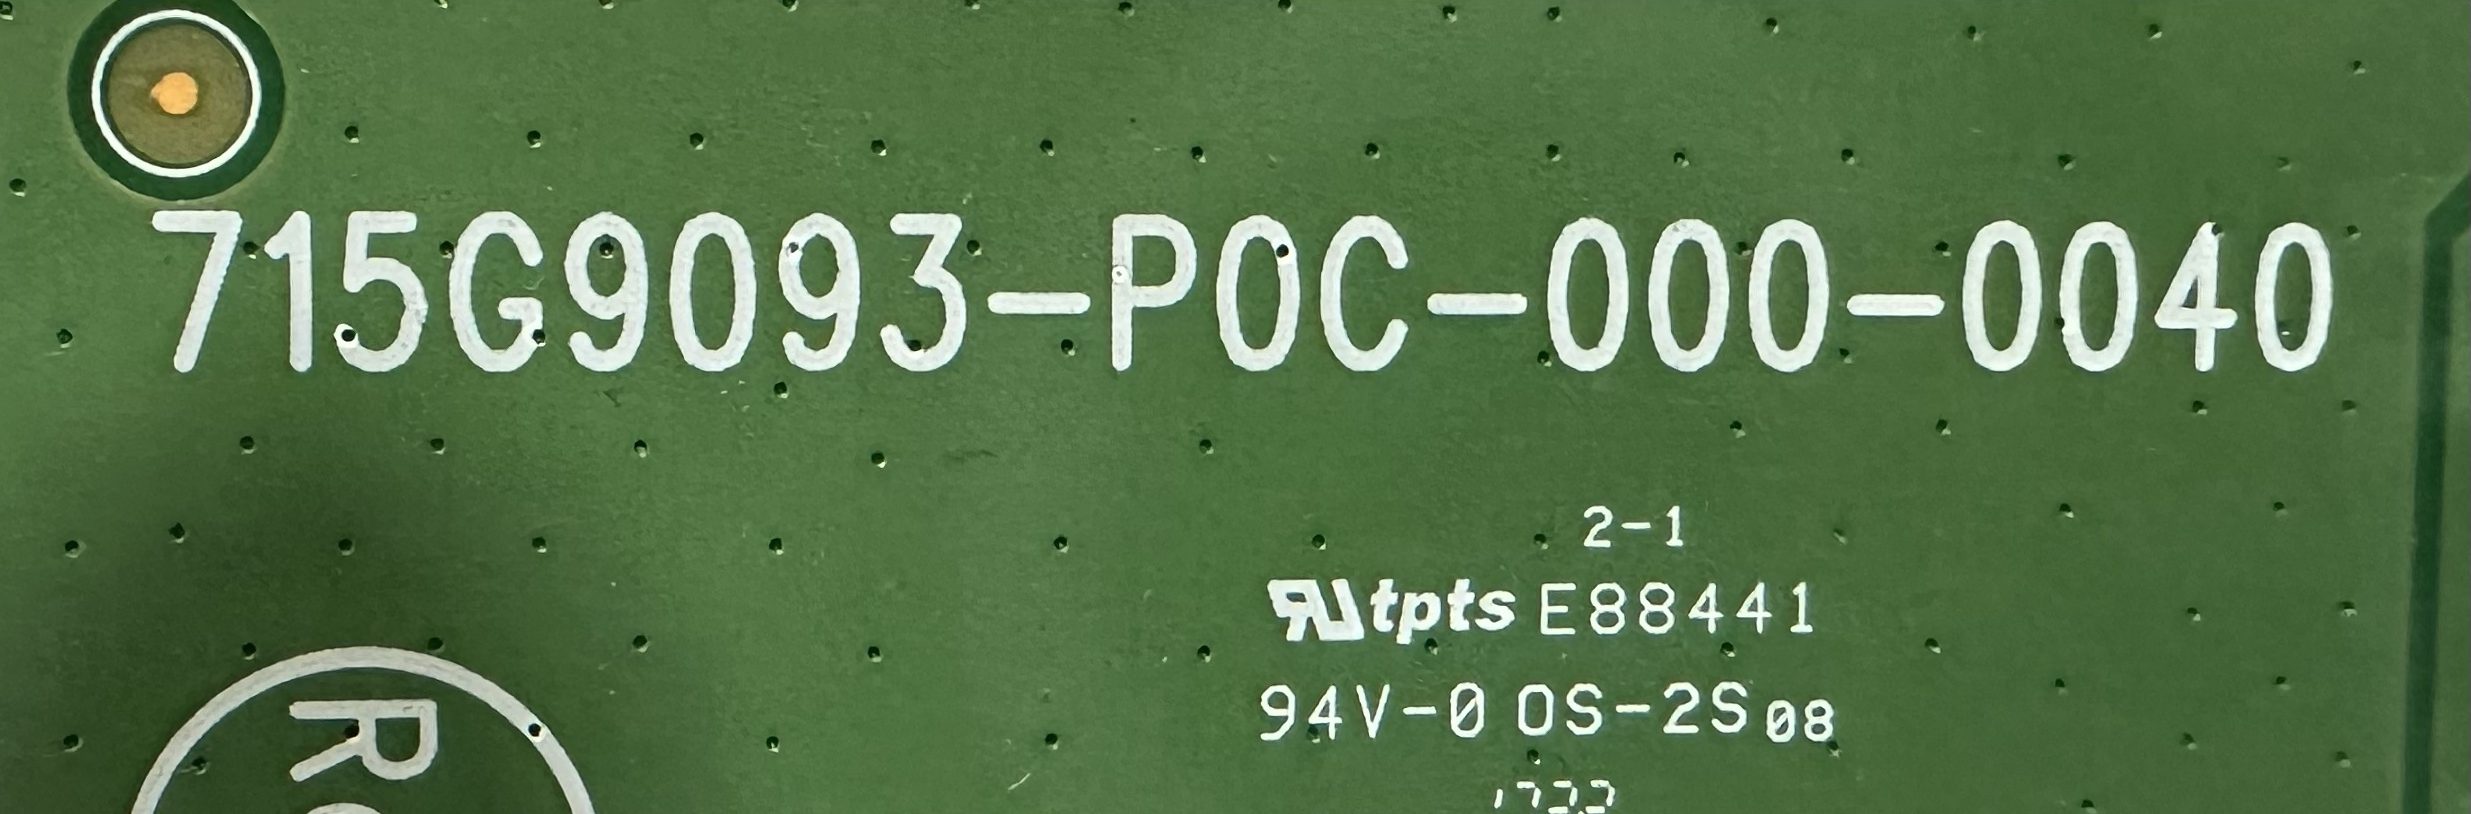 715G9093-P0C-000-0040
2-1
tpts E88441
94V-0 OS-2S 08
R